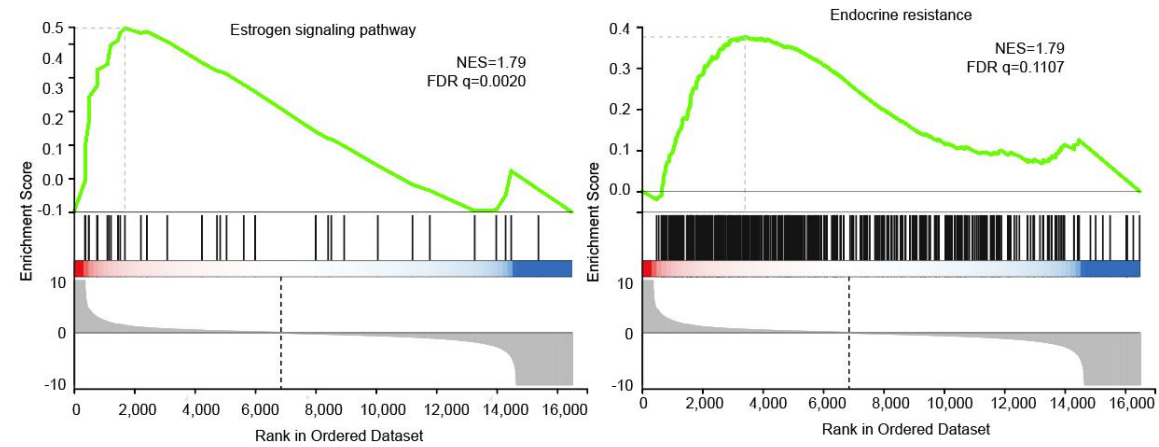 Estrogen signaling pathway
NES=1.79
FDR q=0.0020
Enrichment Score
0.5
0.4
0.3
0.2
0.1
0.0
-0.1
10
0
-10
0 2,000 4,000 6,000 8,000 10,000 12,000 14,000 16,000
Rank in Ordered Dataset
Endocrine resistance
NES=1.79
FDR q=0.1107
Enrichment Score
0.4
0.3
0.2
0.1
0.0
10
0
-10
0 2,000 4,000 6,000 8,000 10,000 12,000 14,000 16,000
Rank in Ordered Dataset